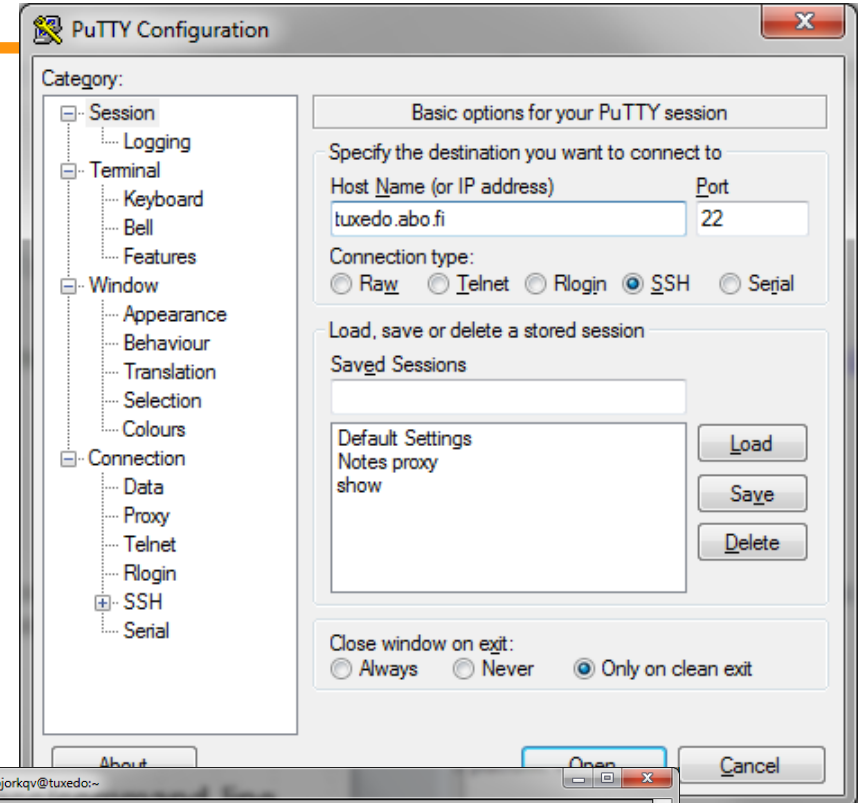 PuTTY Configuration
Category:
Session
Logging
Terminal
Keyboard
Bell
Features
Window
Appearance
Behaviour
Translation
Selection
Colours
Connection
Data
Proxy
Telnet
Rlogin
SSH
Serial
Basic options for your PuTTY session
Specify the destination you want to connect to
Host Name (or IP address) Port
tuxedo.abo.fi 22
Connection type:
Raw Telnet Rlogin SSH Serial
Load, save or delete a stored session
Saved Sessions
Default Settings
Notes proxy
show
Load
Save
Delete
Close window on exit:
Always Never Only on clean exit
About Open Cancel
jorkqv@tuxedo:~